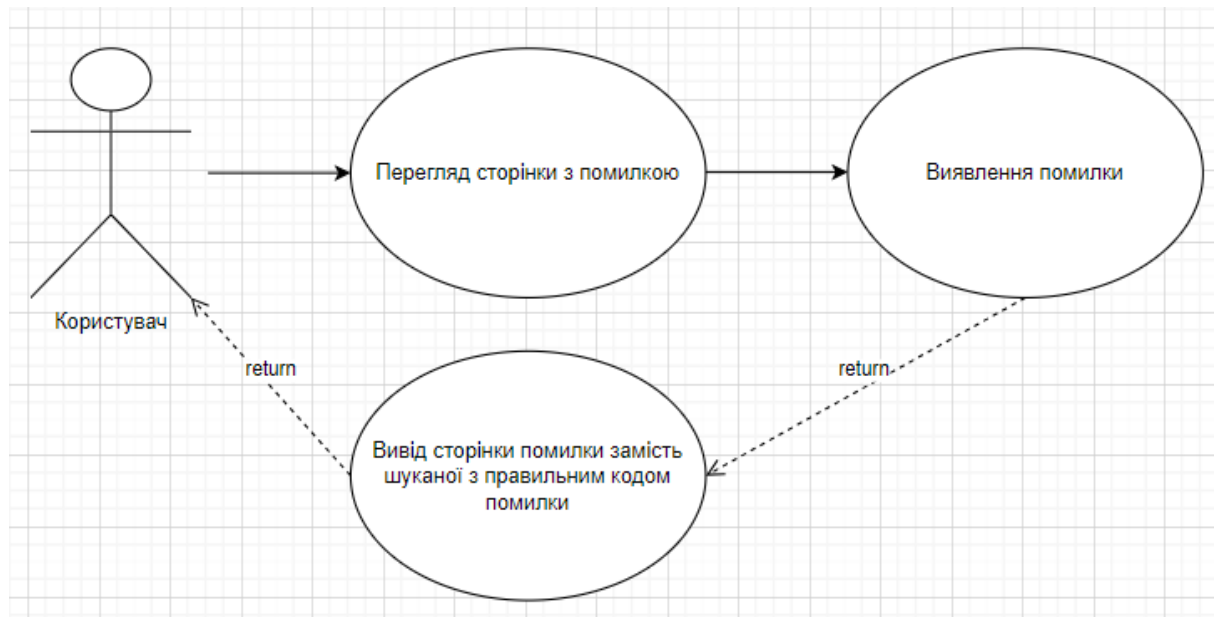 Перегляд сторінки з помилкою
Виявлення помилки
Користувач
return
return
Вивід сторінки помилки замість
шуканої з правильним кодом
помилки